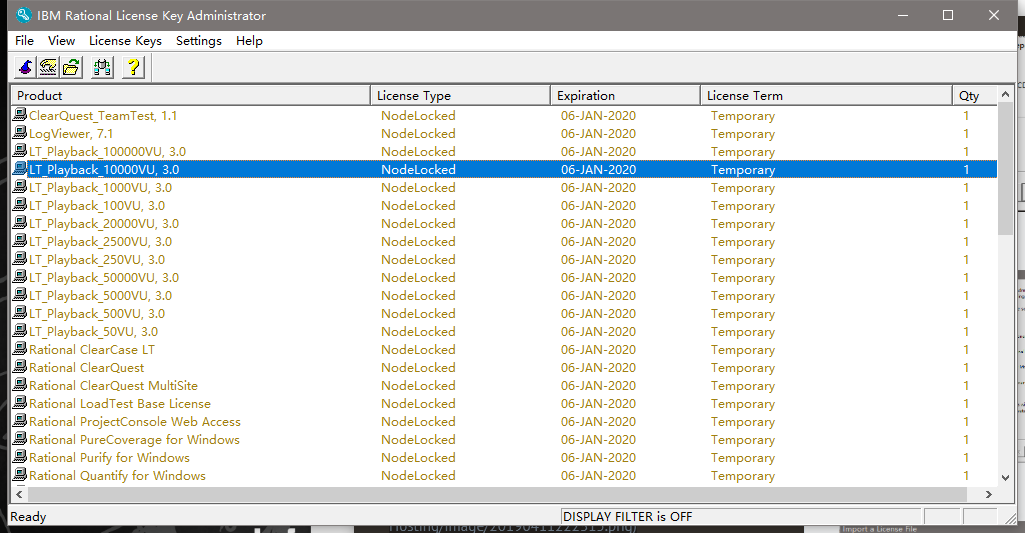 IBM Rational License Key Administrator
File View License Keys Settings Help
Product License Type Expiration License Term Qty
ClearQuest_TeamTest, 1.1 NodeLocked 06-JAN-2020 Temporary 1
LogViewer, 7.1 NodeLocked 06-JAN-2020 Temporary 1
LT_Playback_100000VU, 3.0 NodeLocked 06-JAN-2020 Temporary 1
LT_Playback_10000VU, 3.0 NodeLocked 06-JAN-2020 Temporary 1
LT_Playback_1000VU, 3.0 NodeLocked 06-JAN-2020 Temporary 1
LT_Playback_100VU, 3.0 NodeLocked 06-JAN-2020 Temporary 1
LT_Playback_20000VU, 3.0 NodeLocked 06-JAN-2020 Temporary 1
LT_Playback_2500VU, 3.0 NodeLocked 06-JAN-2020 Temporary 1
LT_Playback_250VU, 3.0 NodeLocked 06-JAN-2020 Temporary 1
LT_Playback_50000VU, 3.0 NodeLocked 06-JAN-2020 Temporary 1
LT_Playback_5000VU, 3.0 NodeLocked 06-JAN-2020 Temporary 1
LT_Playback_500VU, 3.0 NodeLocked 06-JAN-2020 Temporary 1
LT_Playback_50VU, 3.0 NodeLocked 06-JAN-2020 Temporary 1
Rational ClearCase LT NodeLocked 06-JAN-2020 Temporary 1
Rational ClearQuest NodeLocked 06-JAN-2020 Temporary 1
Rational ClearQuest MultiSite NodeLocked 06-JAN-2020 Temporary 1
Rational LoadTest Base License NodeLocked 06-JAN-2020 Temporary 1
Rational ProjectConsole Web Access NodeLocked 06-JAN-2020 Temporary 1
Rational PureCoverage for Windows NodeLocked 06-JAN-2020 Temporary 1
Rational Purify for Windows NodeLocked 06-JAN-2020 Temporary 1
Rational Quantify for Windows NodeLocked 06-JAN-2020 Temporary 1
Ready DISPLAY FILTER is OFF
Import a License File